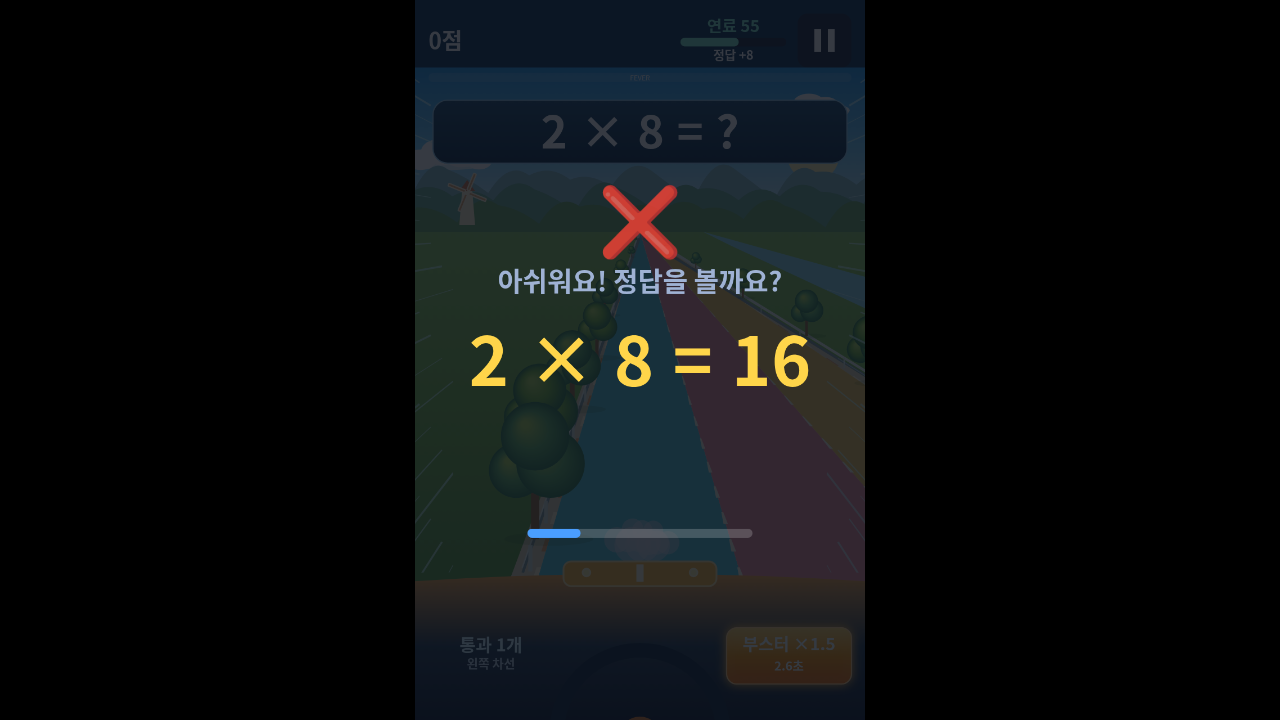 0점
연료 55
정답 +8
2 × 8 = ?
아쉬워요! 정답을 볼까요?
2 × 8 = 16
통과 1개
왼쪽 차선
부스터 ×1.5
2.6초